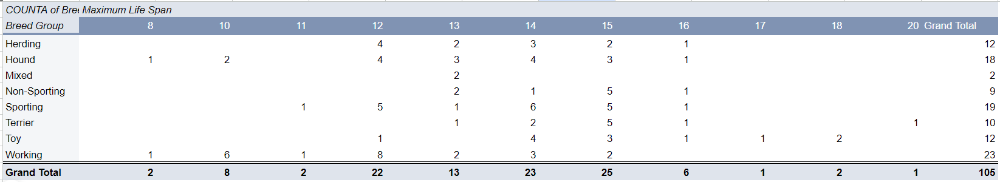 COUNTA of Bree Maximum Life Span
Breed Group 8 10 11 12 13 14 15 16 17 18 20 Grand Total
Herding 4 2 3 2 1 12
Hound 1 2 4 3 4 3 1 18
Mixed 2 2
Non-Sporting 2 1 5 1 9
Sporting 1 5 1 6 5 1 19
Terrier 1 2 5 1 1 10
Toy 1 4 3 1 1 2 12
Working 1 6 1 8 2 3 2 23
Grand Total 2 8 2 22 13 23 25 6 1 2 1 105